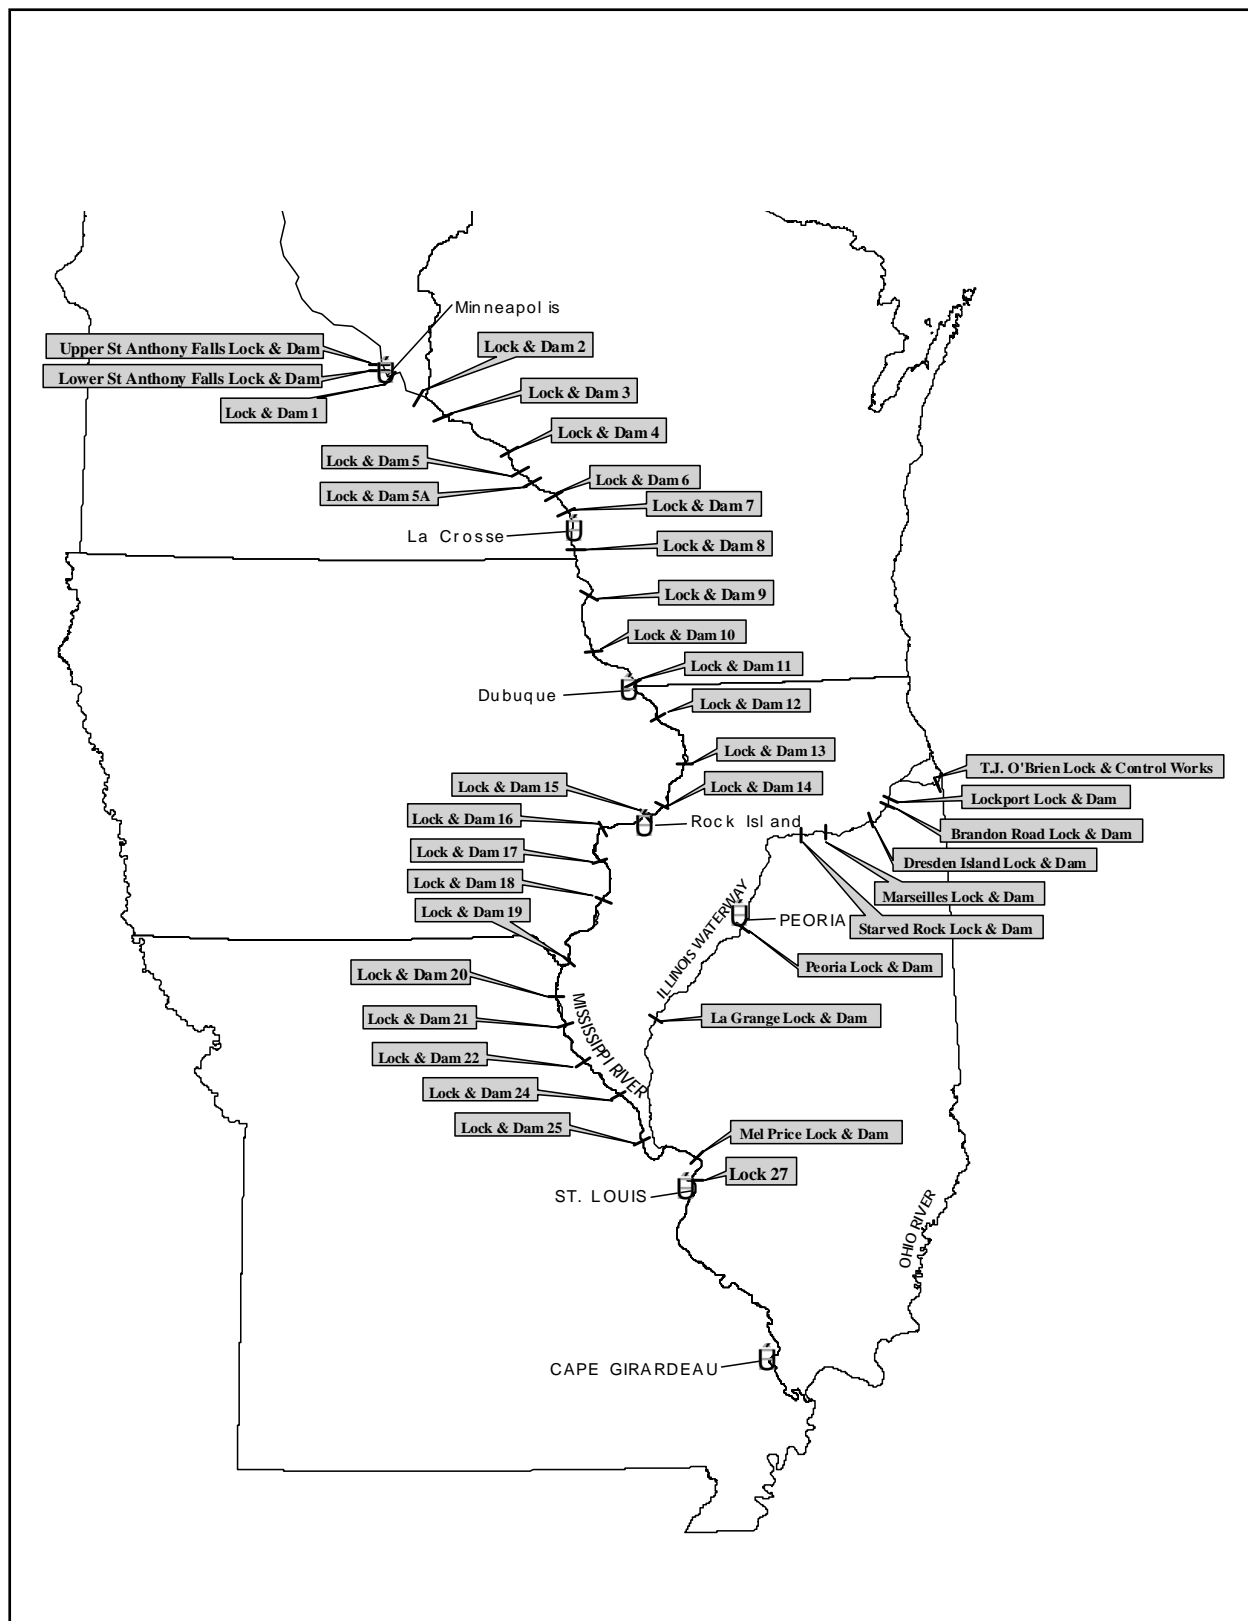 Minneapolis
Upper St Anthony Falls Lock & Dam
Lock & Dam 2
Lower St Anthony Falls Lock & Dam
Lock & Dam 3
Lock & Dam 1
Lock & Dam 4
Lock & Dam 5
Lock & Dam 6
Lock & Dam 5A
Lock & Dam 7
La Crosse
Lock & Dam 8
Lock & Dam 9
Lock & Dam 10
Lock & Dam 11
Dubuque
Lock & Dam 12
Lock & Dam 13
T.J. O'Brien Lock & Control Works
Lock & Dam 15
Lock & Dam 14
Lockport Lock & Dam
Lock & Dam 16
Rock Island
Brandon Road Lock & Dam
Lock & Dam 17
Dresden Island Lock & Dam
Lock & Dam 18
Marseilles Lock & Dam
Lock & Dam 19
PEORIA
Starved Rock Lock & Dam
ILLINOIS WATERWAY
Lock & Dam 20
Peoria Lock & Dam
Lock & Dam 21
La Grange Lock & Dam
MISSISSIPPI RIVER
Lock & Dam 22
Lock & Dam 24
Lock & Dam 25
Mel Price Lock & Dam
Lock 27
ST. LOUIS
OHIO RIVER
CAPE GIRARDEAU